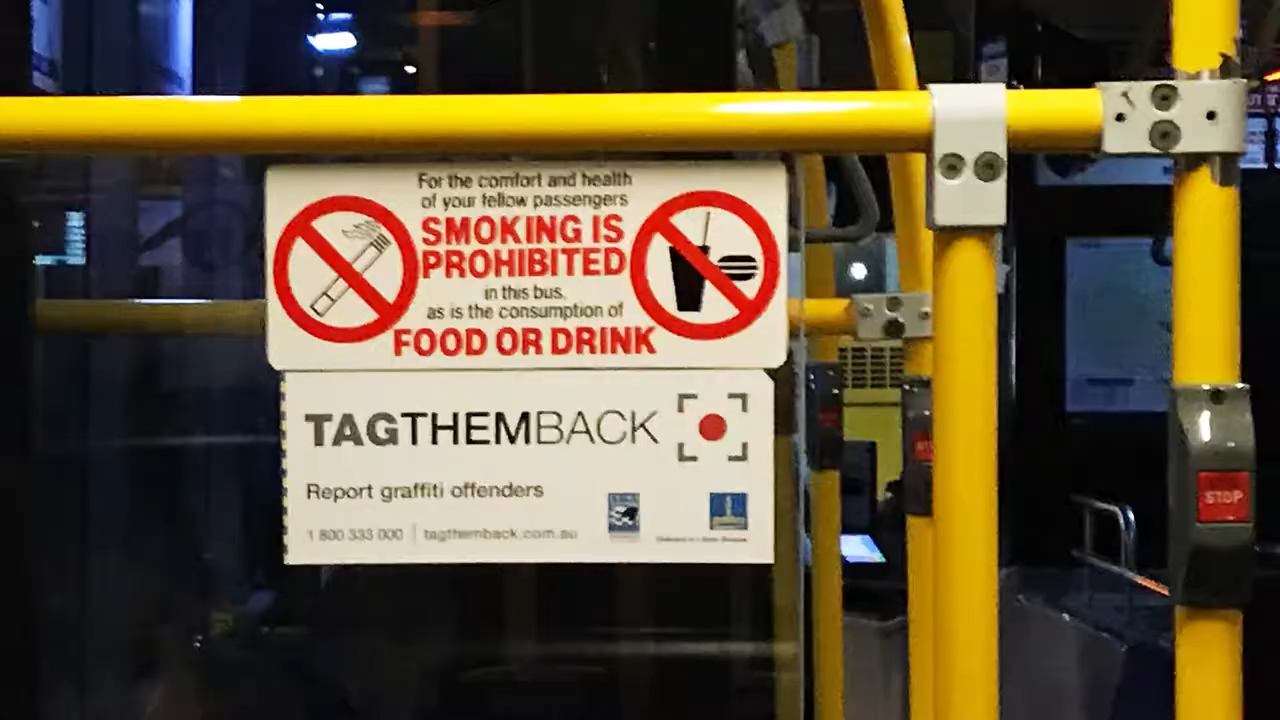 For the comfort and health
of your fellow passengers
SMOKING IS
PROHIBITED
in this bus,
as is the consumption of
FOOD OR DRINK
TAGTHEMBACK
Report graffiti offenders
1 800 333 000 | tagthemback.com.au
STOP